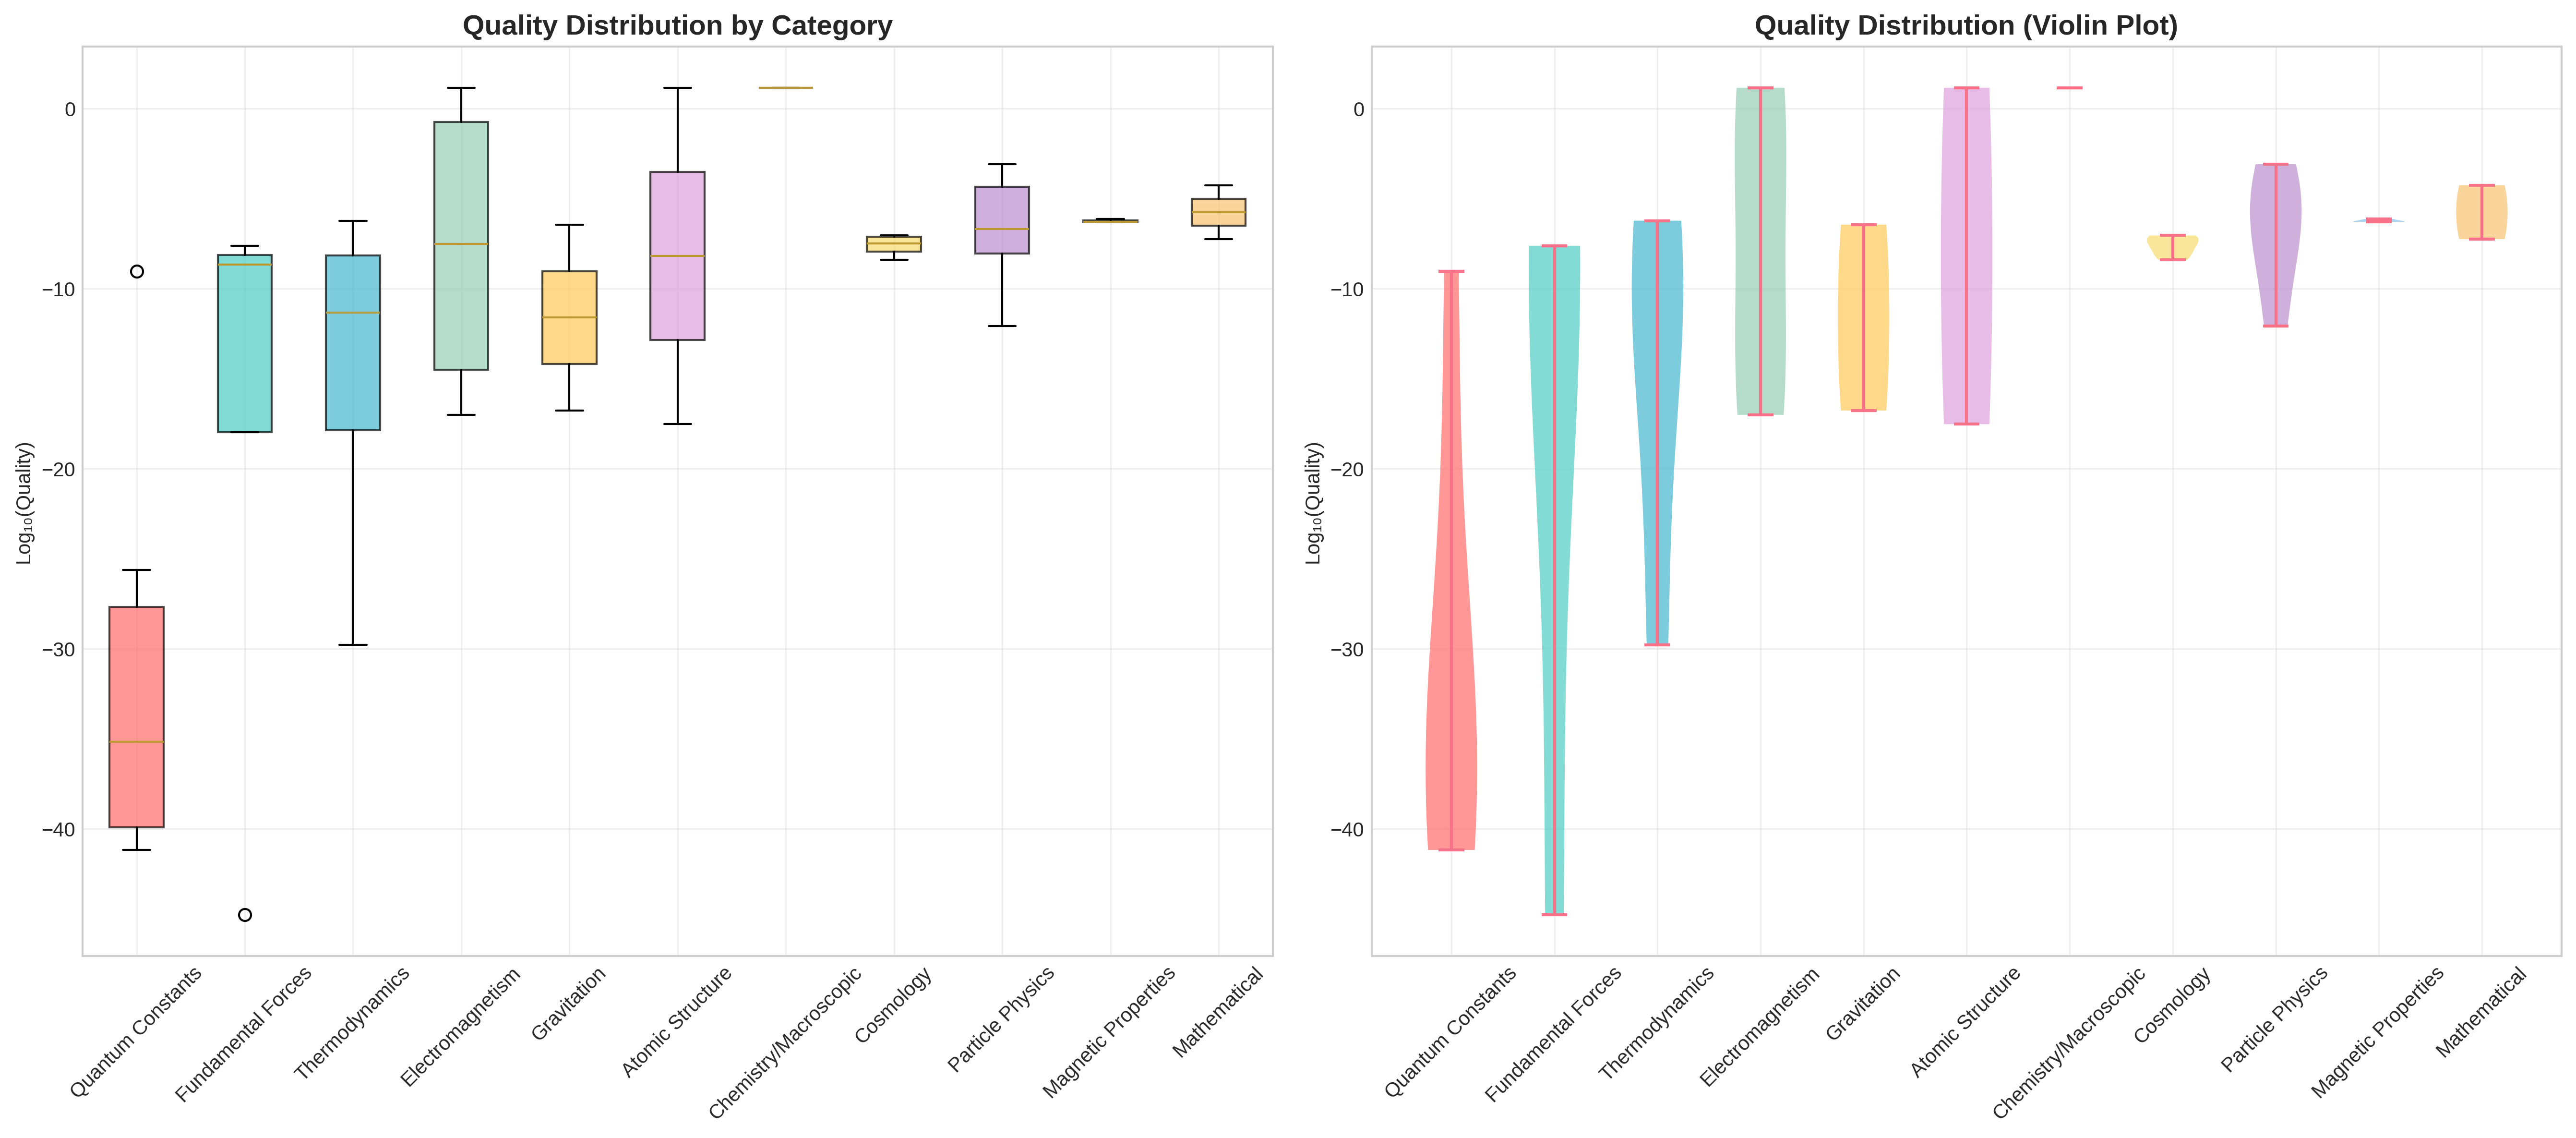 Quality Distribution by Category
Log₁₀(Quality)
0
−10
−20
−30
−40
Quantum Constants
Fundamental Forces
Thermodynamics
Electromagnetism
Gravitation
Atomic Structure
Chemistry/Macroscopic
Cosmology
Particle Physics
Magnetic Properties
Mathematical
Quality Distribution (Violin Plot)
Log₁₀(Quality)
0
−10
−20
−30
−40
Quantum Constants
Fundamental Forces
Thermodynamics
Electromagnetism
Gravitation
Atomic Structure
Chemistry/Macroscopic
Cosmology
Particle Physics
Magnetic Properties
Mathematical